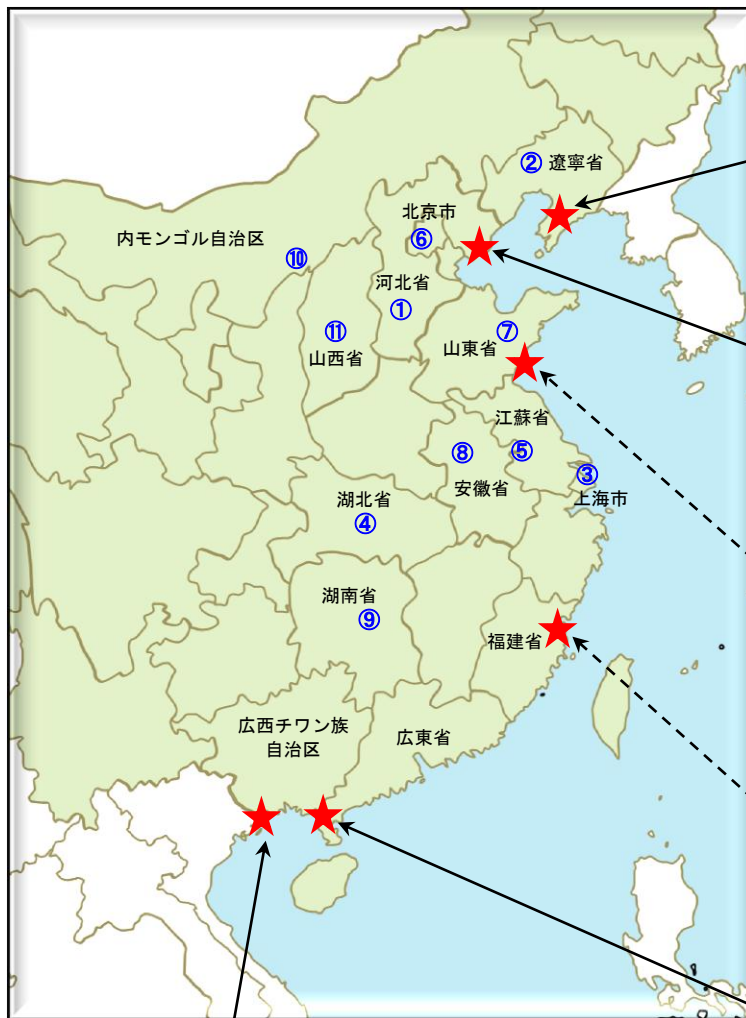 ② 遼寧省
北京市
⑥
内モンゴル自治区
⑩
河北省
①
⑪
山西省
⑦
山東省
江蘇省
⑤
⑧
安徽省
③
上海市
湖北省
④
湖南省
⑨
福建省
広西チワン族
自治区
広東省